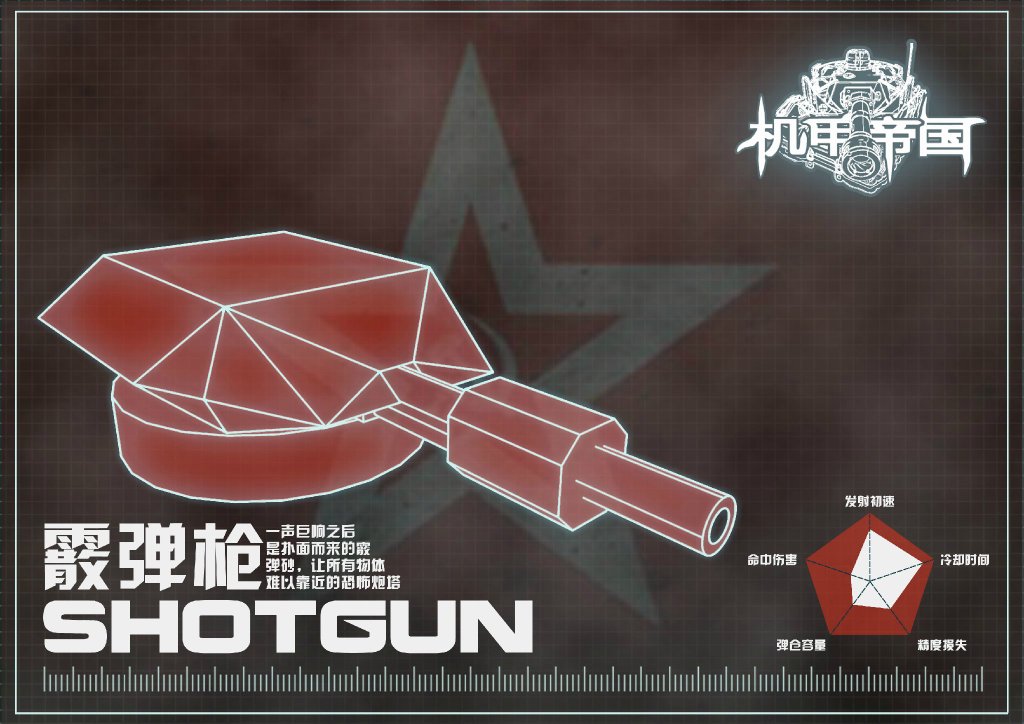 机甲帝国
霰弹枪
一声巨响之后
是扑面而来的霰
弹砂，让所有物体
难以靠近的恐怖炮塔
SHOTGUN
发射初速
命中伤害
冷却时间
弹仓容量
精度损失